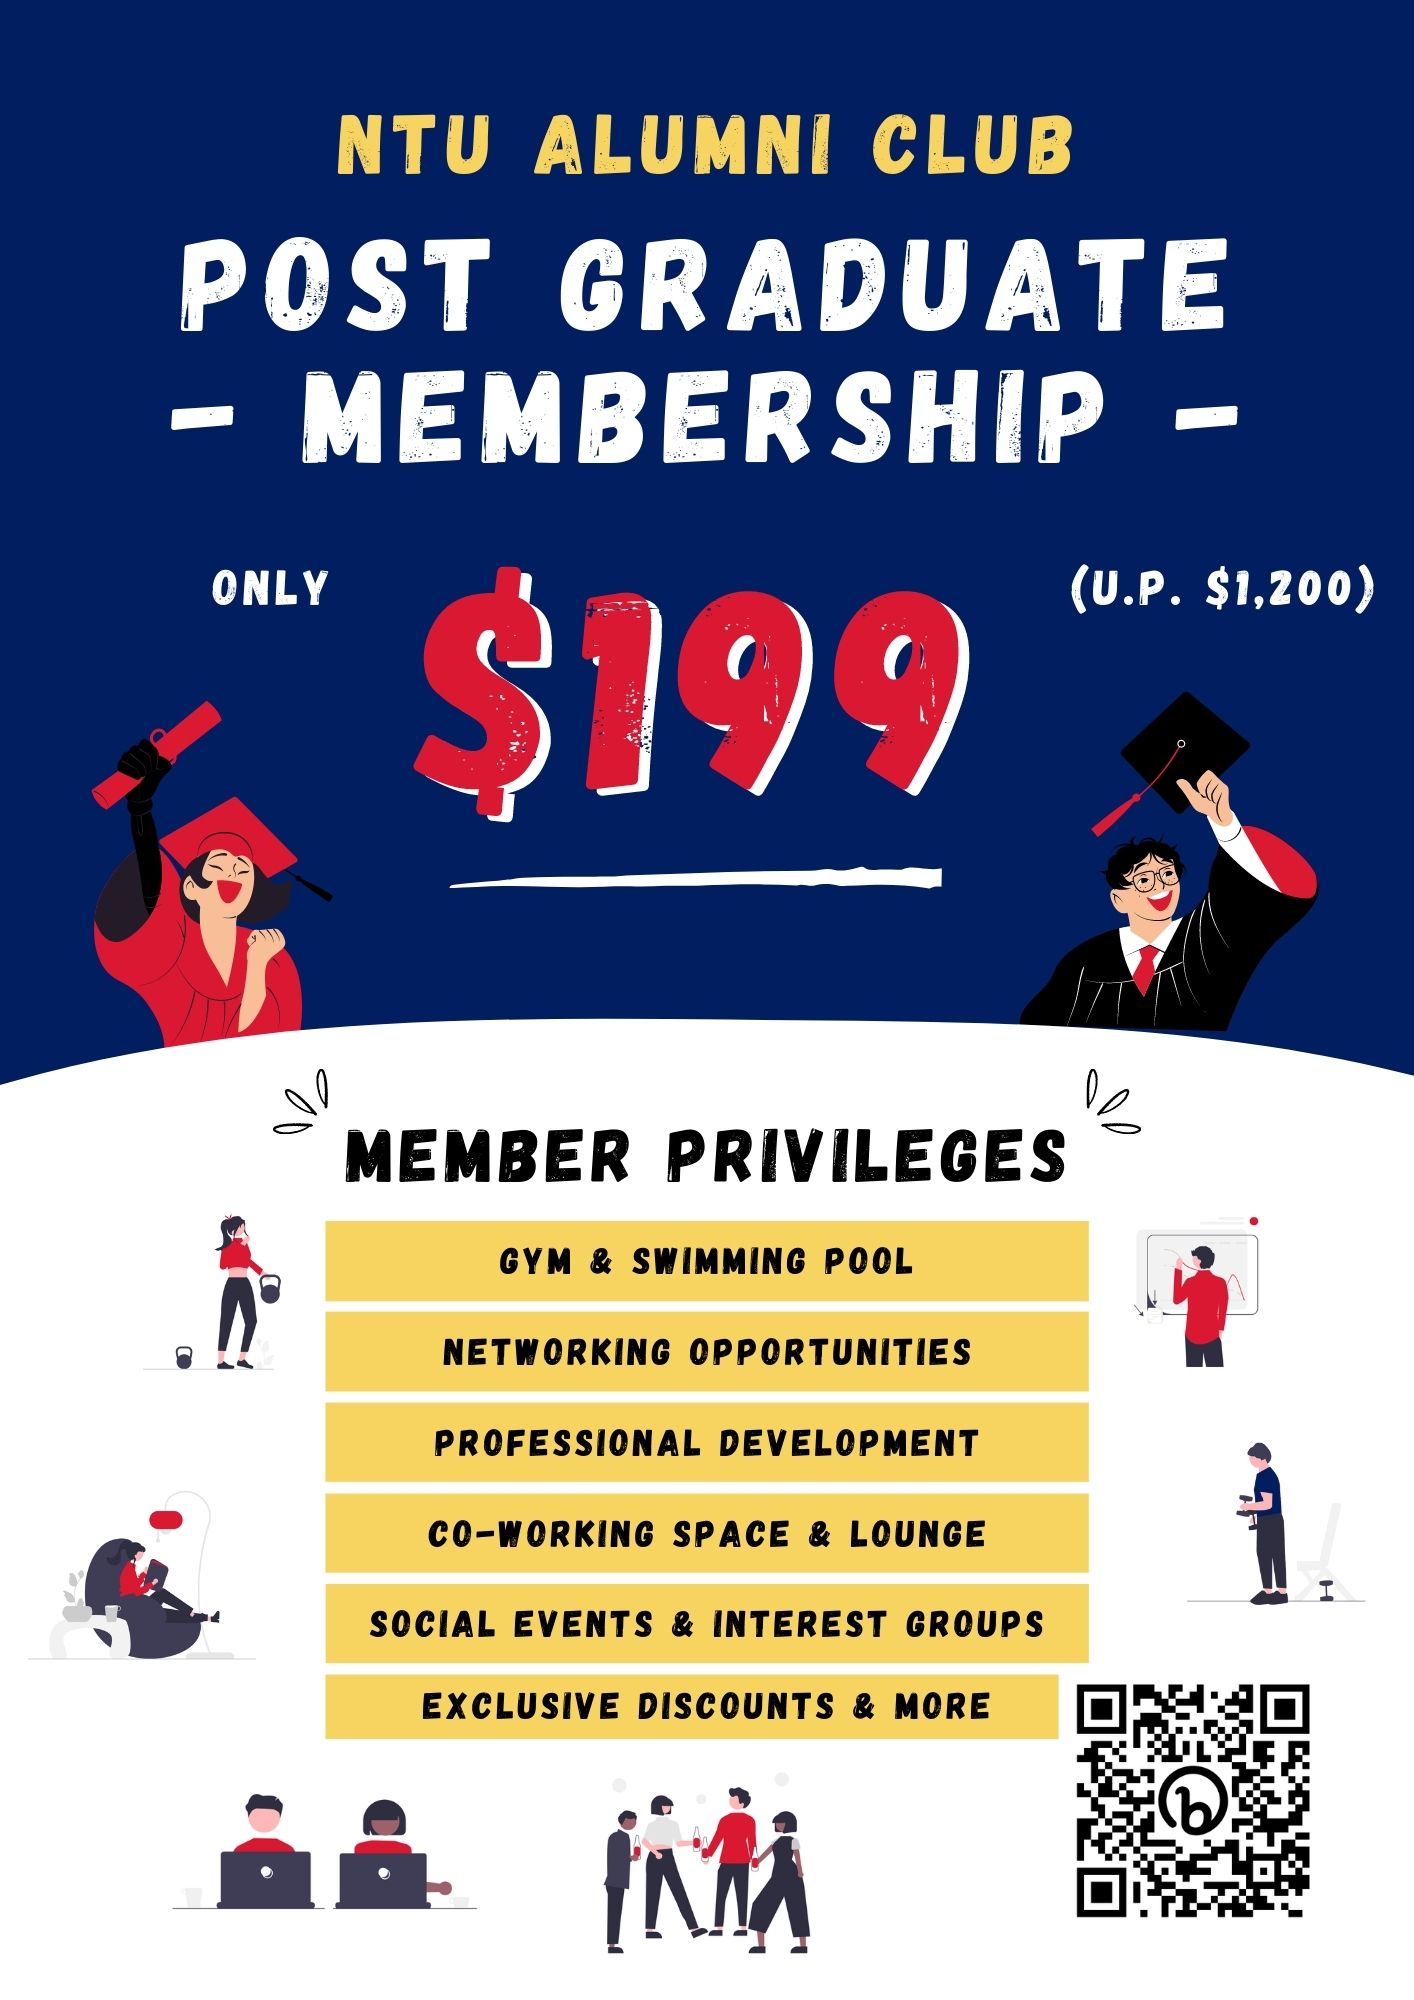 NTU ALUMNI CLUB
POST GRADUATE
- MEMBERSHIP -
ONLY
$199
(U.P. $1,200)
MEMBER PRIVILEGES
GYM & SWIMMING POOL
NETWORKING OPPORTUNITIES
PROFESSIONAL DEVELOPMENT
CO-WORKING SPACE & LOUNGE
SOCIAL EVENTS & INTEREST GROUPS
EXCLUSIVE DISCOUNTS & MORE
b